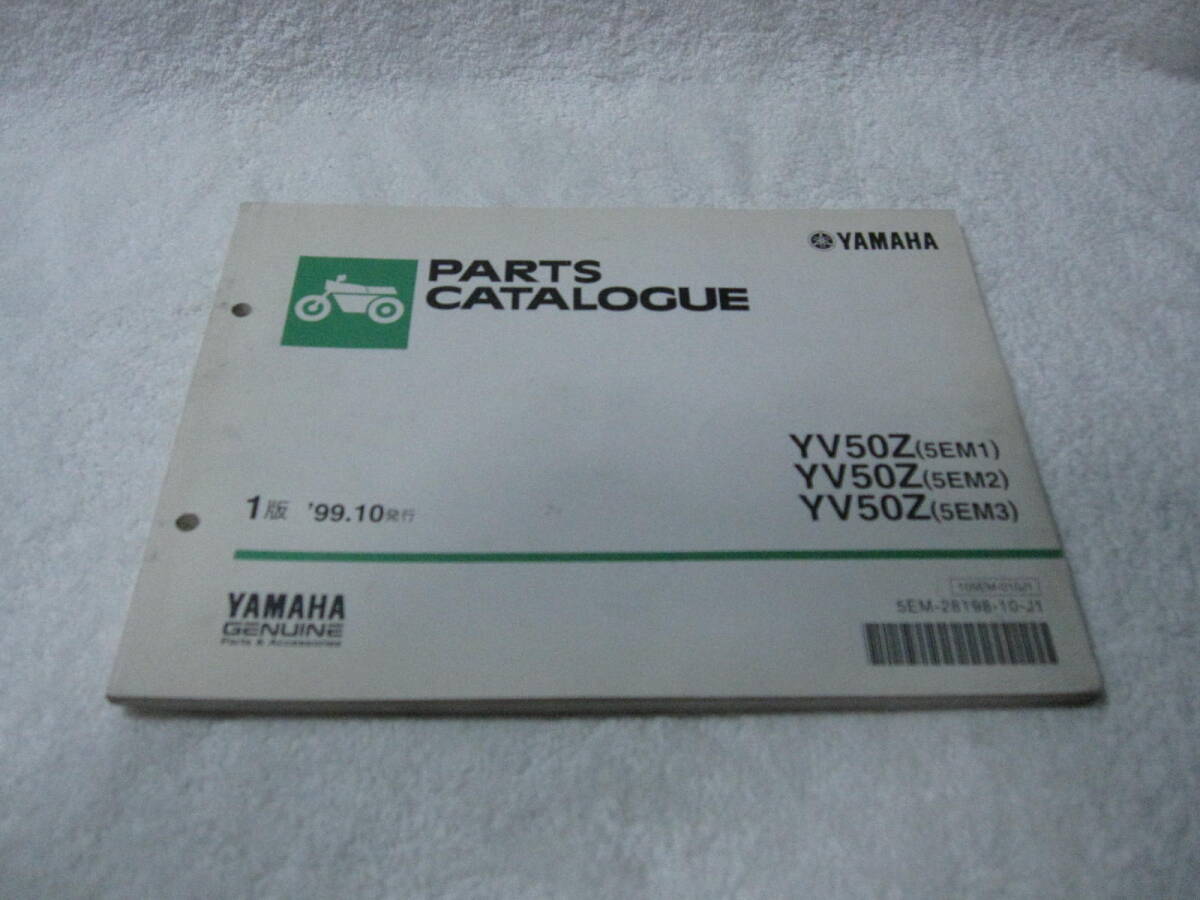 YAMAHA
PARTS
CATALOGUE
YV50Z(5EM1)
YV50Z(5EM2)
YV50Z(5EM3)
1版 '99.10発行
YAMAHA
GENUINE
Parts & Accessories
5EM-28198-10-J1